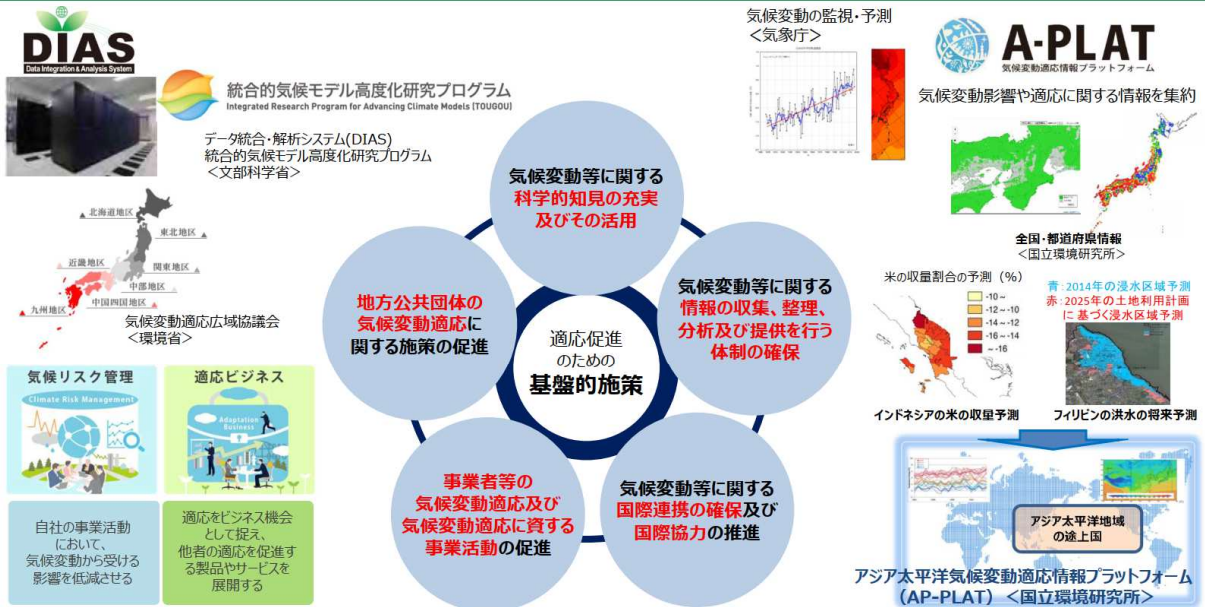 DIAS
Data Integration & Analysis System
統合的気候モデル高度化研究プログラム
Integrated Research Program for Advancing Climate Models (TOUGOU)
データ統合・解析システム(DIAS)
統合的気候モデル高度化研究プログラム
<文部科学省>
北海道地区
東北地区
近畿地区
関東地区
中部地区
中国四国地区
九州地区
気候変動適応広域協議会
<環境省>
気候リスク管理
Climate Risk Management
適応ビジネス
Adaptation
Business
自社の事業活動
において、
気候変動から受ける
影響を低減させる
適応をビジネス機会
として捉え、
他者の適応を促進す
る製品やサービスを
展開する
気候変動等に関する
科学的知見の充実
及びその活用
地方公共団体の
気候変動適応に
関する施策の促進
気候変動等に関する
情報の収集、整理、
分析及び提供を行う
体制の確保
適応促進
のための
基盤的施策
事業者等の
気候変動適応及び
気候変動適応に資する
事業活動の促進
気候変動等に関する
国際連携の確保及び
国際協力の推進
気候変動の監視・予測
<気象庁>
A-PLAT
気候変動適応情報プラットフォーム
気候変動影響や適応に関する情報を集約
全国・都道府県情報
<国立環境研究所>
米の収量割合の予測 (%)
-10 ~
-12 ~ -10
-14 ~ -12
-16 ~ -14
~ -16
インドネシアの米の収量予測
青:2014年の浸水区域予測
赤:2025年の土地利用計画
に基づく浸水区域予測
フィリピンの洪水の将来予測
アジア太平洋地域
の途上国
アジア太平洋気候変動適応情報プラットフォーム
(AP-PLAT) <国立環境研究所>